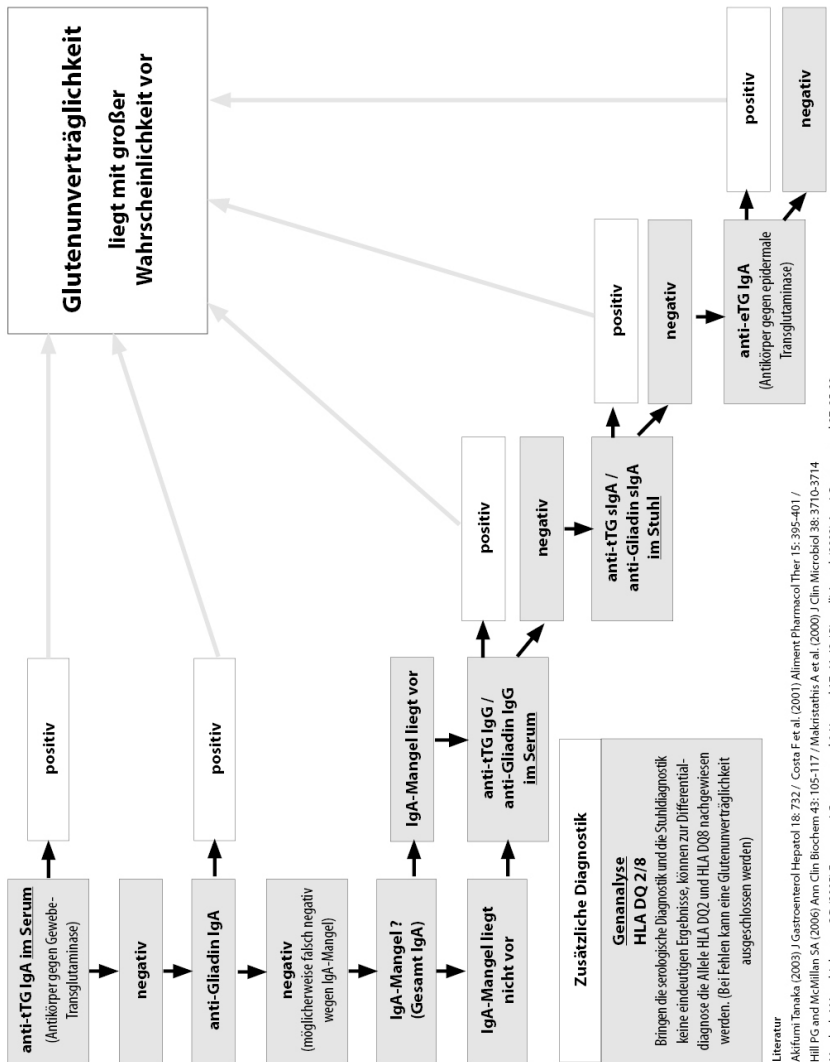 anti-tTG IgA im Serum
(Antikörper gegen Gewebe-
Transglutaminase)
positiv
negativ
anti-Gliadin IgA
positiv
negativ
(möglicherweise falsch negativ
wegen IgA-Mangel)
IgA-Mangel ?
(Gesamt IgA)
IgA-Mangel liegt vor
IgA-Mangel liegt
nicht vor
anti-tTG IgG /
anti-Gliadin IgG
im Serum
positiv
negativ
anti-tTG sIgA /
anti-Gliadin sIgA
im Stuhl
positiv
negativ
anti-eTG IgA
(Antikörper gegen epidermale
Transglutaminase)
positiv
negativ
Glutenunverträglichkeit
liegt mit großer
Wahrscheinlichkeit vor
Zusätzliche Diagnostik
Genanalyse
HLA DQ 2/8
Bringen die serologische Diagnostik und die Stuhldiagnostik
keine eindeutigen Ergebnisse, können zur Differential-
diagnose die Allele HLA DQ2 und HLA DQ8 nachgewiesen
werden. (Bei Fehlen kann eine Glutenunverträglichkeit
ausgeschlossen werden)
Literatur
Akifumi Tanaka (2003) J Gastroenterol Hepatol 18: 732 / Costa F et al. (2001) Aliment Pharmacol Ther 15: 395-401 /
Hill PG and McMillan SA (2006) Ann Clin Biochem 43: 105-117 / Makristathis A et al. (2000) J Clin Microbiol 38: 3710-3714